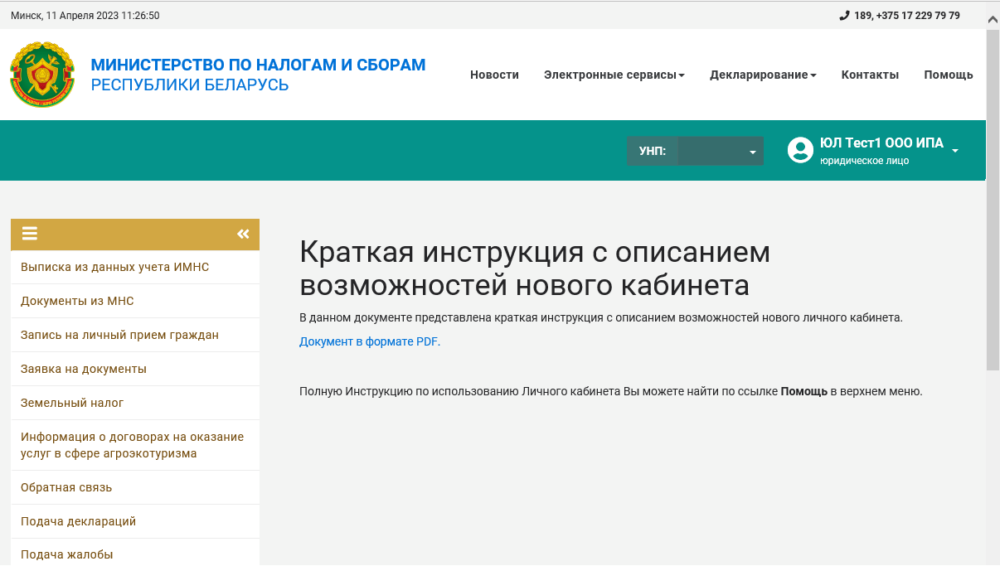 Минск, 11 Апреля 2023 11:26:50
189, +375 17 229 79 79
МИНИСТЕРСТВО ПО НАЛОГАМ И СБОРАМ
РЕСПУБЛИКИ БЕЛАРУСЬ
Новости
Электронные сервисы
Декларирование
Контакты
Помощь
УНП:
ЮЛ Тест1 ООО ИПА
юридическое лицо
Выписка из данных учета ИМНС
Документы из МНС
Запись на личный прием граждан
Заявка на документы
Земельный налог
Информация о договорах на оказание
услуг в сфере агроэкотуризма
Обратная связь
Подача деклараций
Подача жалобы
Краткая инструкция с описанием
возможностей нового кабинета
В данном документе представлена краткая инструкция с описанием возможностей нового личного кабинета.
Документ в формате PDF.
Полную Инструкцию по использованию Личного кабинета Вы можете найти по ссылке Помощь в верхнем меню.